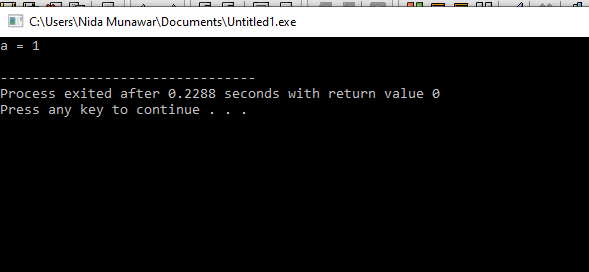 C:\Users\Nida Munawar\Documents\Untitled1.exe
a = 1
--------------------------------
Process exited after 0.2288 seconds with return value 0
Press any key to continue . . .